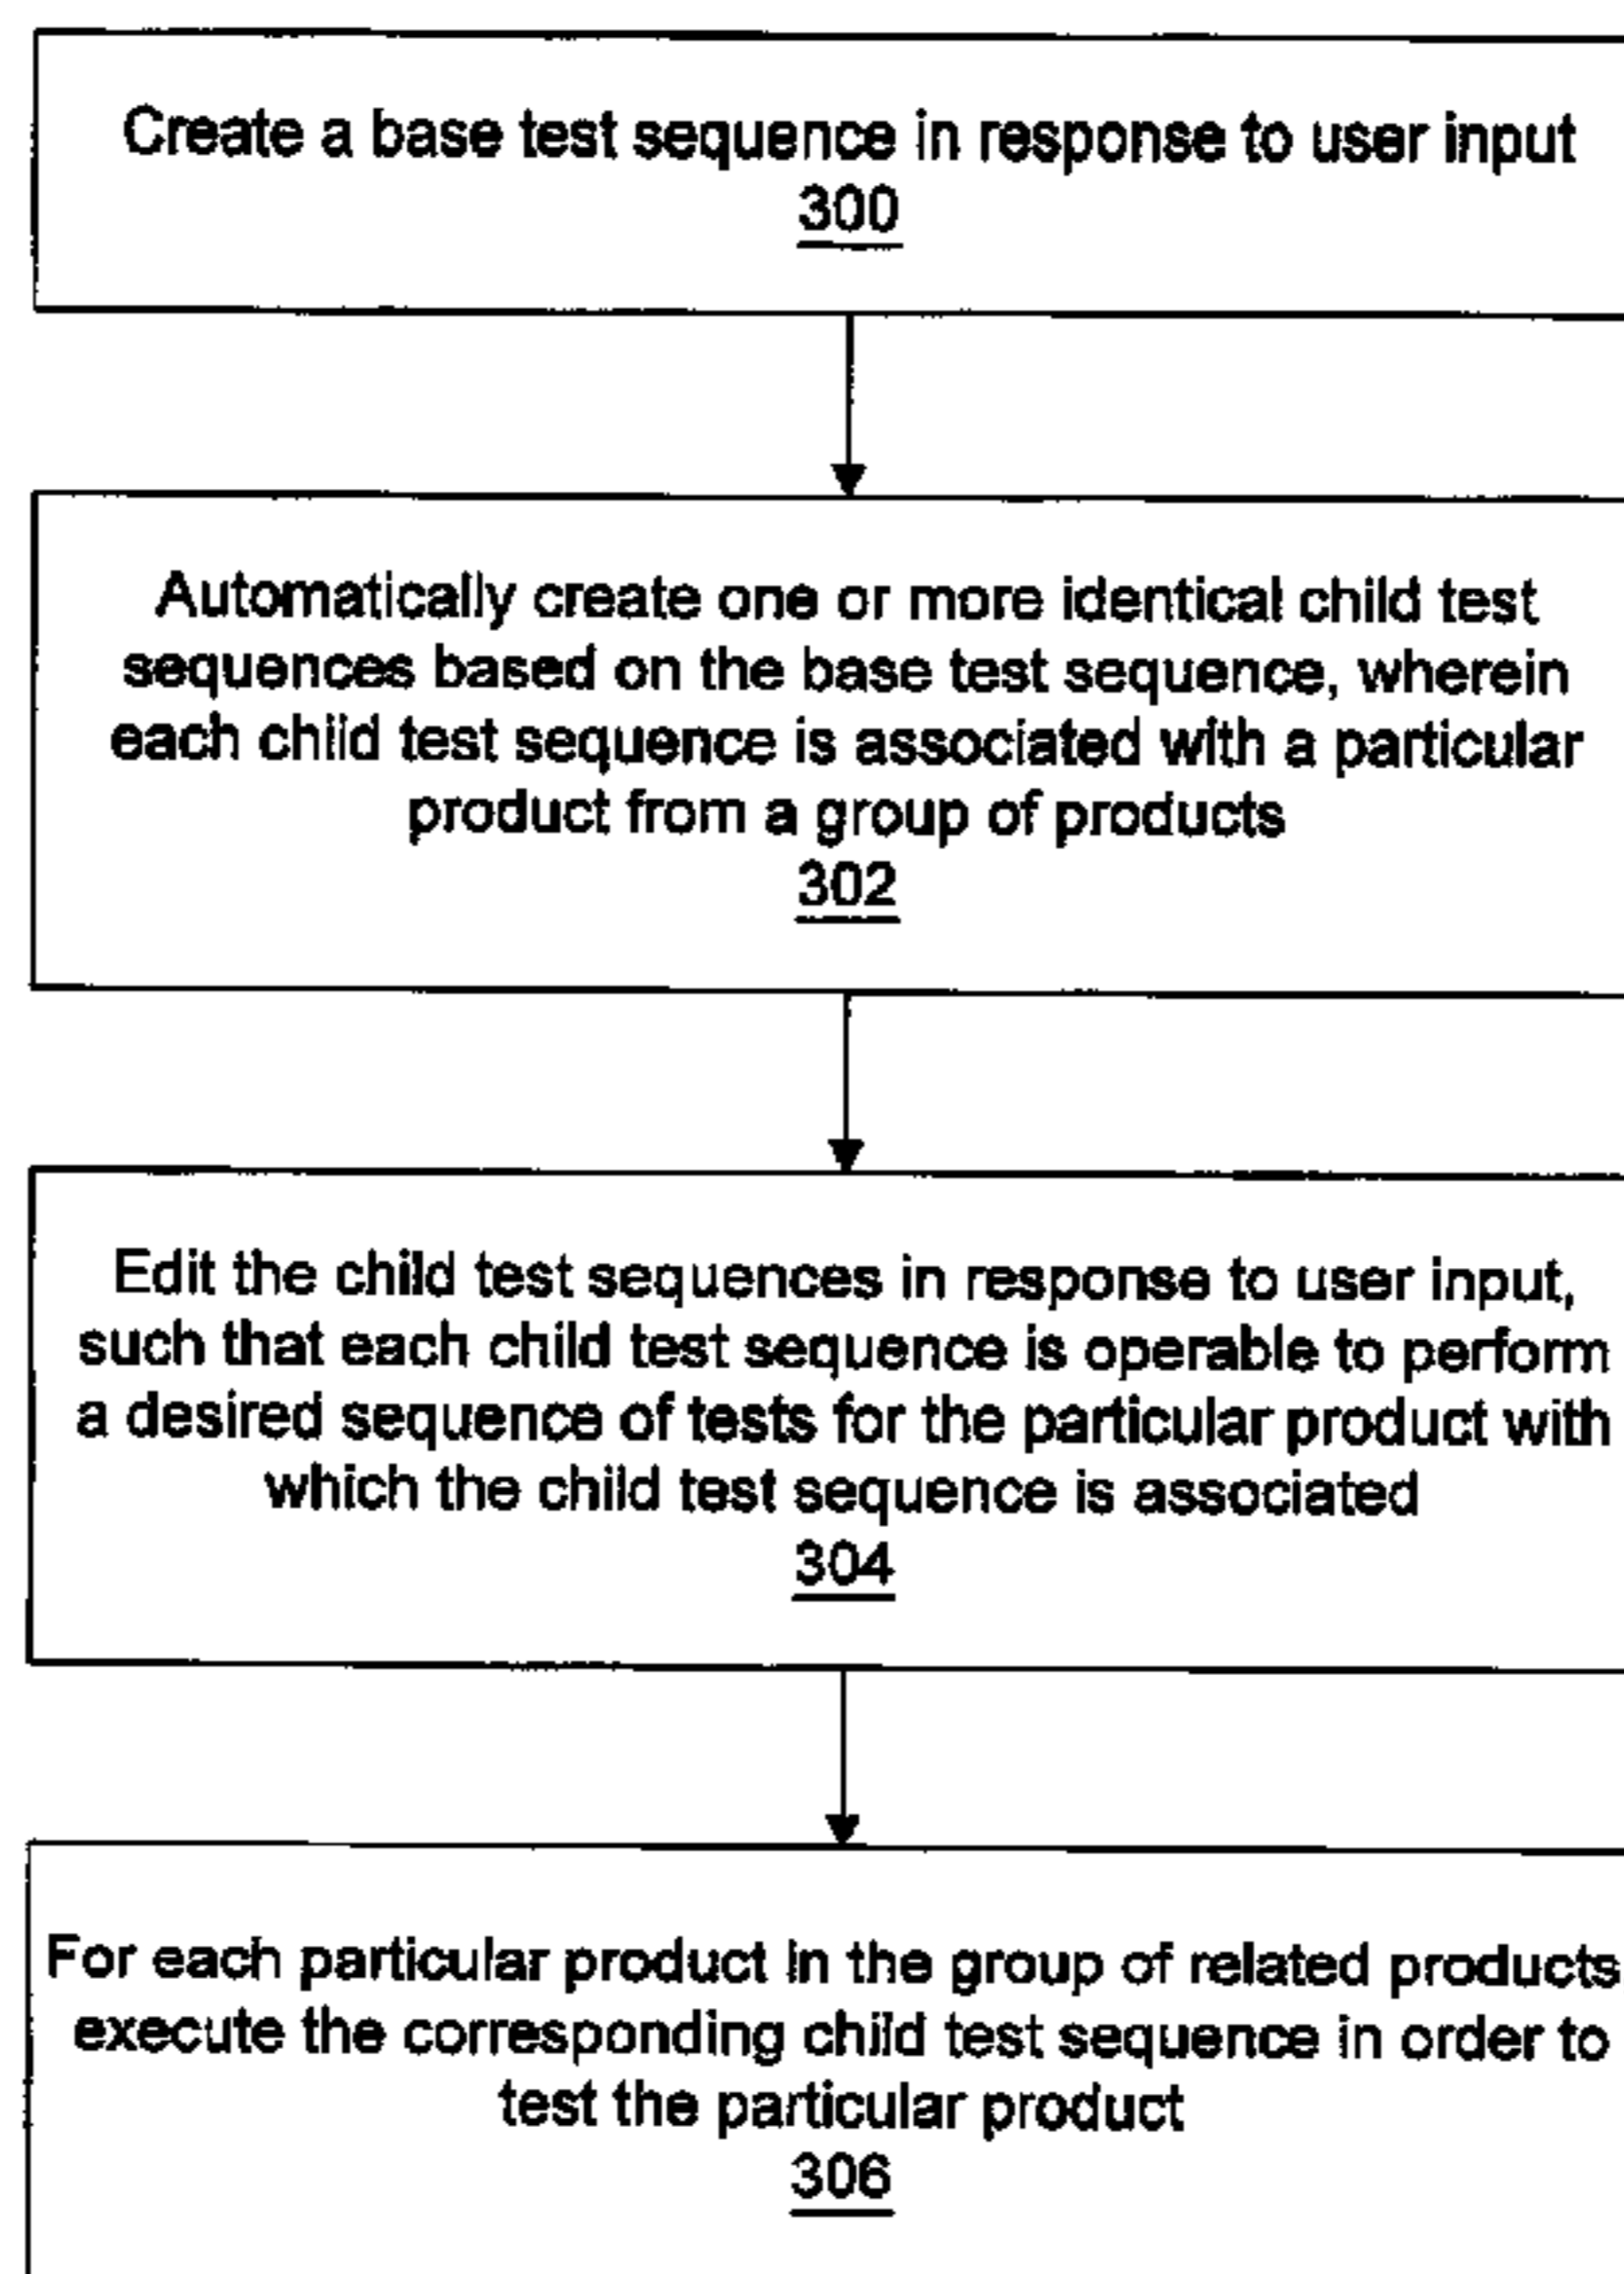 Create a base test sequence in response to user input
300
Automatically create one or more identical child test
sequences based on the base test sequence, wherein
each child test sequence is associated with a particular
product from a group of products
302
Edit the child test sequences in response to user input,
such that each child test sequence is operable to perform
a desired sequence of tests for the particular product with
which the child test sequence is associated
304
For each particular product in the group of related products
execute the corresponding child test sequence in order to
test the particular product
306